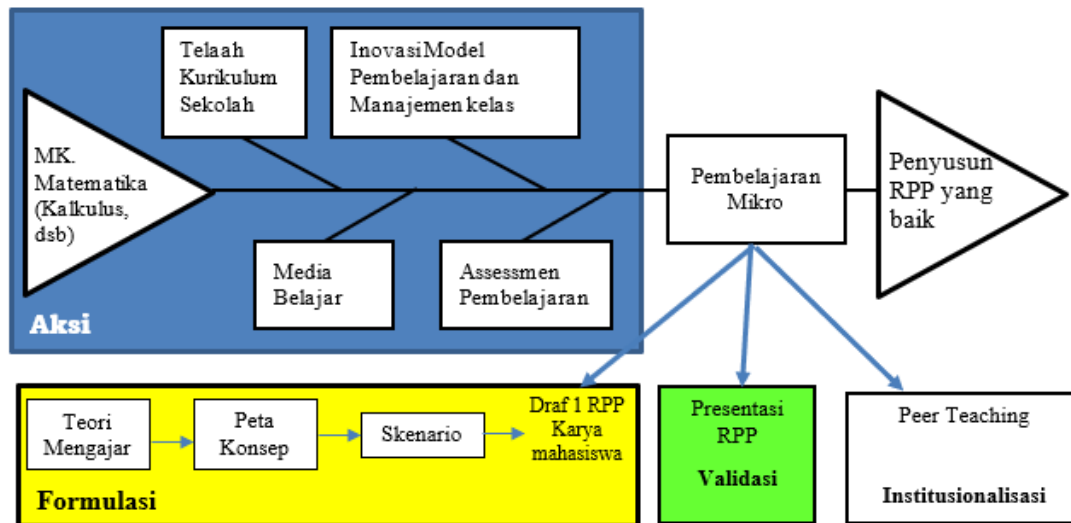 Telaah
Kurikulum
Sekolah
Inovasi Model
Pembelajaran dan
Manajemen kelas
MK.
Matematika
(Kalkulus,
dsb)
Media
Belajar
Assessmen
Pembelajaran
Aksi
Pembelajaran
Mikro
Penyusun
RPP yang
baik
Teori
Mengajar
Peta
Konsep
Skenario
Draf 1 RPP
Karya
mahasiswa
Formulasi
Presentasi
RPP
Validasi
Peer Teaching
Institusionalisasi